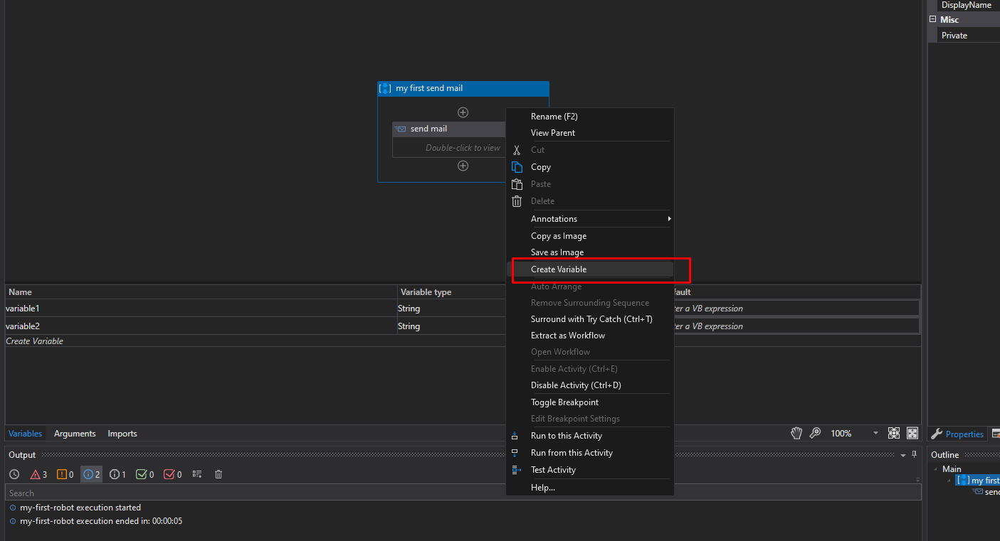 DisplayName
Misc
Private
my first send mail
send mail
Double-click to view
Rename (F2)
View Parent
Cut
Copy
Paste
Delete
Annotations
Copy as Image
Save as Image
Create Variable
Auto Arrange
Remove Surrounding Sequence
Surround with Try Catch (Ctrl+T)
Extract as Workflow
Open Workflow
Enable Activity (Ctrl+E)
Disable Activity (Ctrl+D)
Toggle Breakpoint
Edit Breakpoint Settings
Run to this Activity
Run from this Activity
Test Activity
Help...
Name Variable type fault
variable1 String er a VB expression
variable2 String er a VB expression
Create Variable
Variables Arguments Imports 100% Properties
Output
3 0 2 1 0 0
Search
my-first-robot execution started
my-first-robot execution ended in: 00:00:05
Outline
Main
my first
send